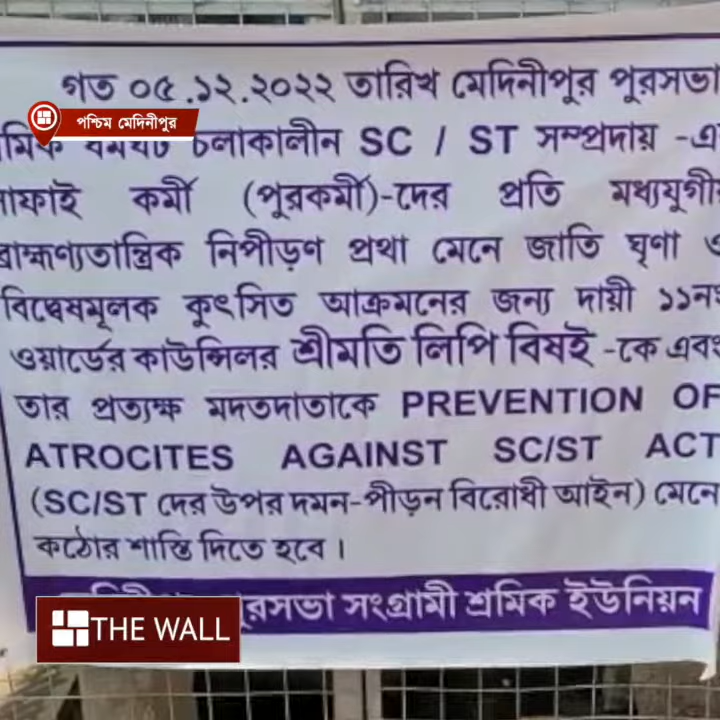 গত ০৫.১২.২০২২ তারিখ মেদিনীপুর পুরসভা
পশ্চিম মেদিনীপুর
চলাকালীন SC / ST সম্প্রদায় -এ
কর্মী (পুরকর্মী)-দের প্রতি মধ্যযুগী
ব্রাহ্মণ্যতান্ত্রিক নিপীড়ণ প্রথা মেনে জাতি ঘৃণা ও
বিদ্বেষমূলক কুৎসিত আক্রমনের জন্য দায়ী ১১নং
ওয়ার্ডের কাউন্সিলর শ্রীমতি লিপি বিষই -কে এবং
তার প্রত্যক্ষ মদতদাতাকে PREVENTION OF
ATROCITES AGAINST SC/ST ACT
(SC/ST দের উপর দমন-পীড়ন বিরোধী আইন) মেনে
কঠোর শাস্তি দিতে হবে।
পুরসভা সংগ্রামী শ্রমিক ইউনিয়ন
THE WALL